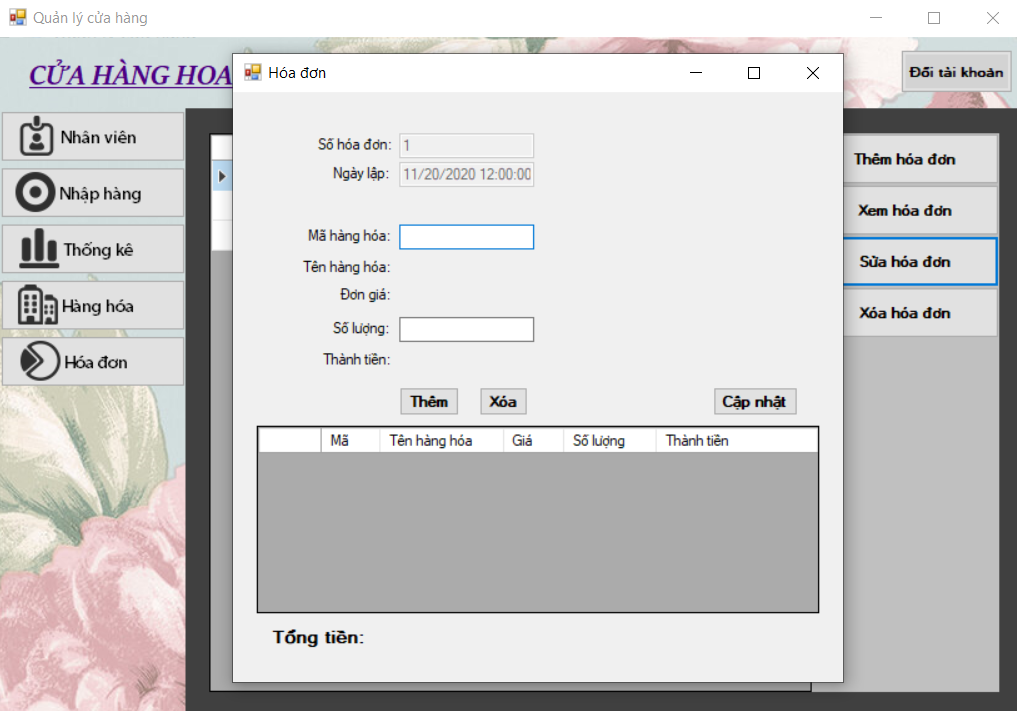 Quản lý cửa hàng
CỬA HÀNG HOA
Đổi tài khoản
Nhân viên
Nhập hàng
Thống kê
Hàng hóa
Hóa đơn
Hóa đơn
Số hóa đơn: 1
Ngày lập: 11/20/2020 12:00:00
Mã hàng hóa:
Tên hàng hóa:
Đơn giá:
Số lượng:
Thành tiền:
Thêm Xóa Cập nhật
Mã Tên hàng hóa Giá Số lượng Thành tiền
Tổng tiền:
Thêm hóa đơn
Xem hóa đơn
Sửa hóa đơn
Xóa hóa đơn